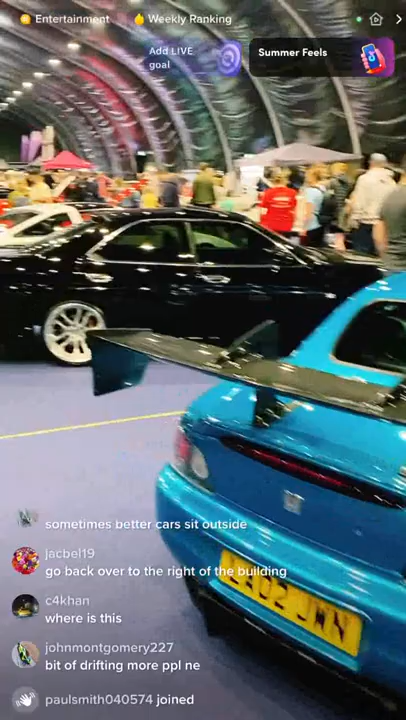 Entertainment
Weekly Ranking
Add LIVE
goal
Summer Feels
sometimes better cars sit outside
jacbel19
go back over to the right of the building
c4khan
where is this
johnmontgomery227
bit of drifting more ppl ne
paulsmith040574 joined